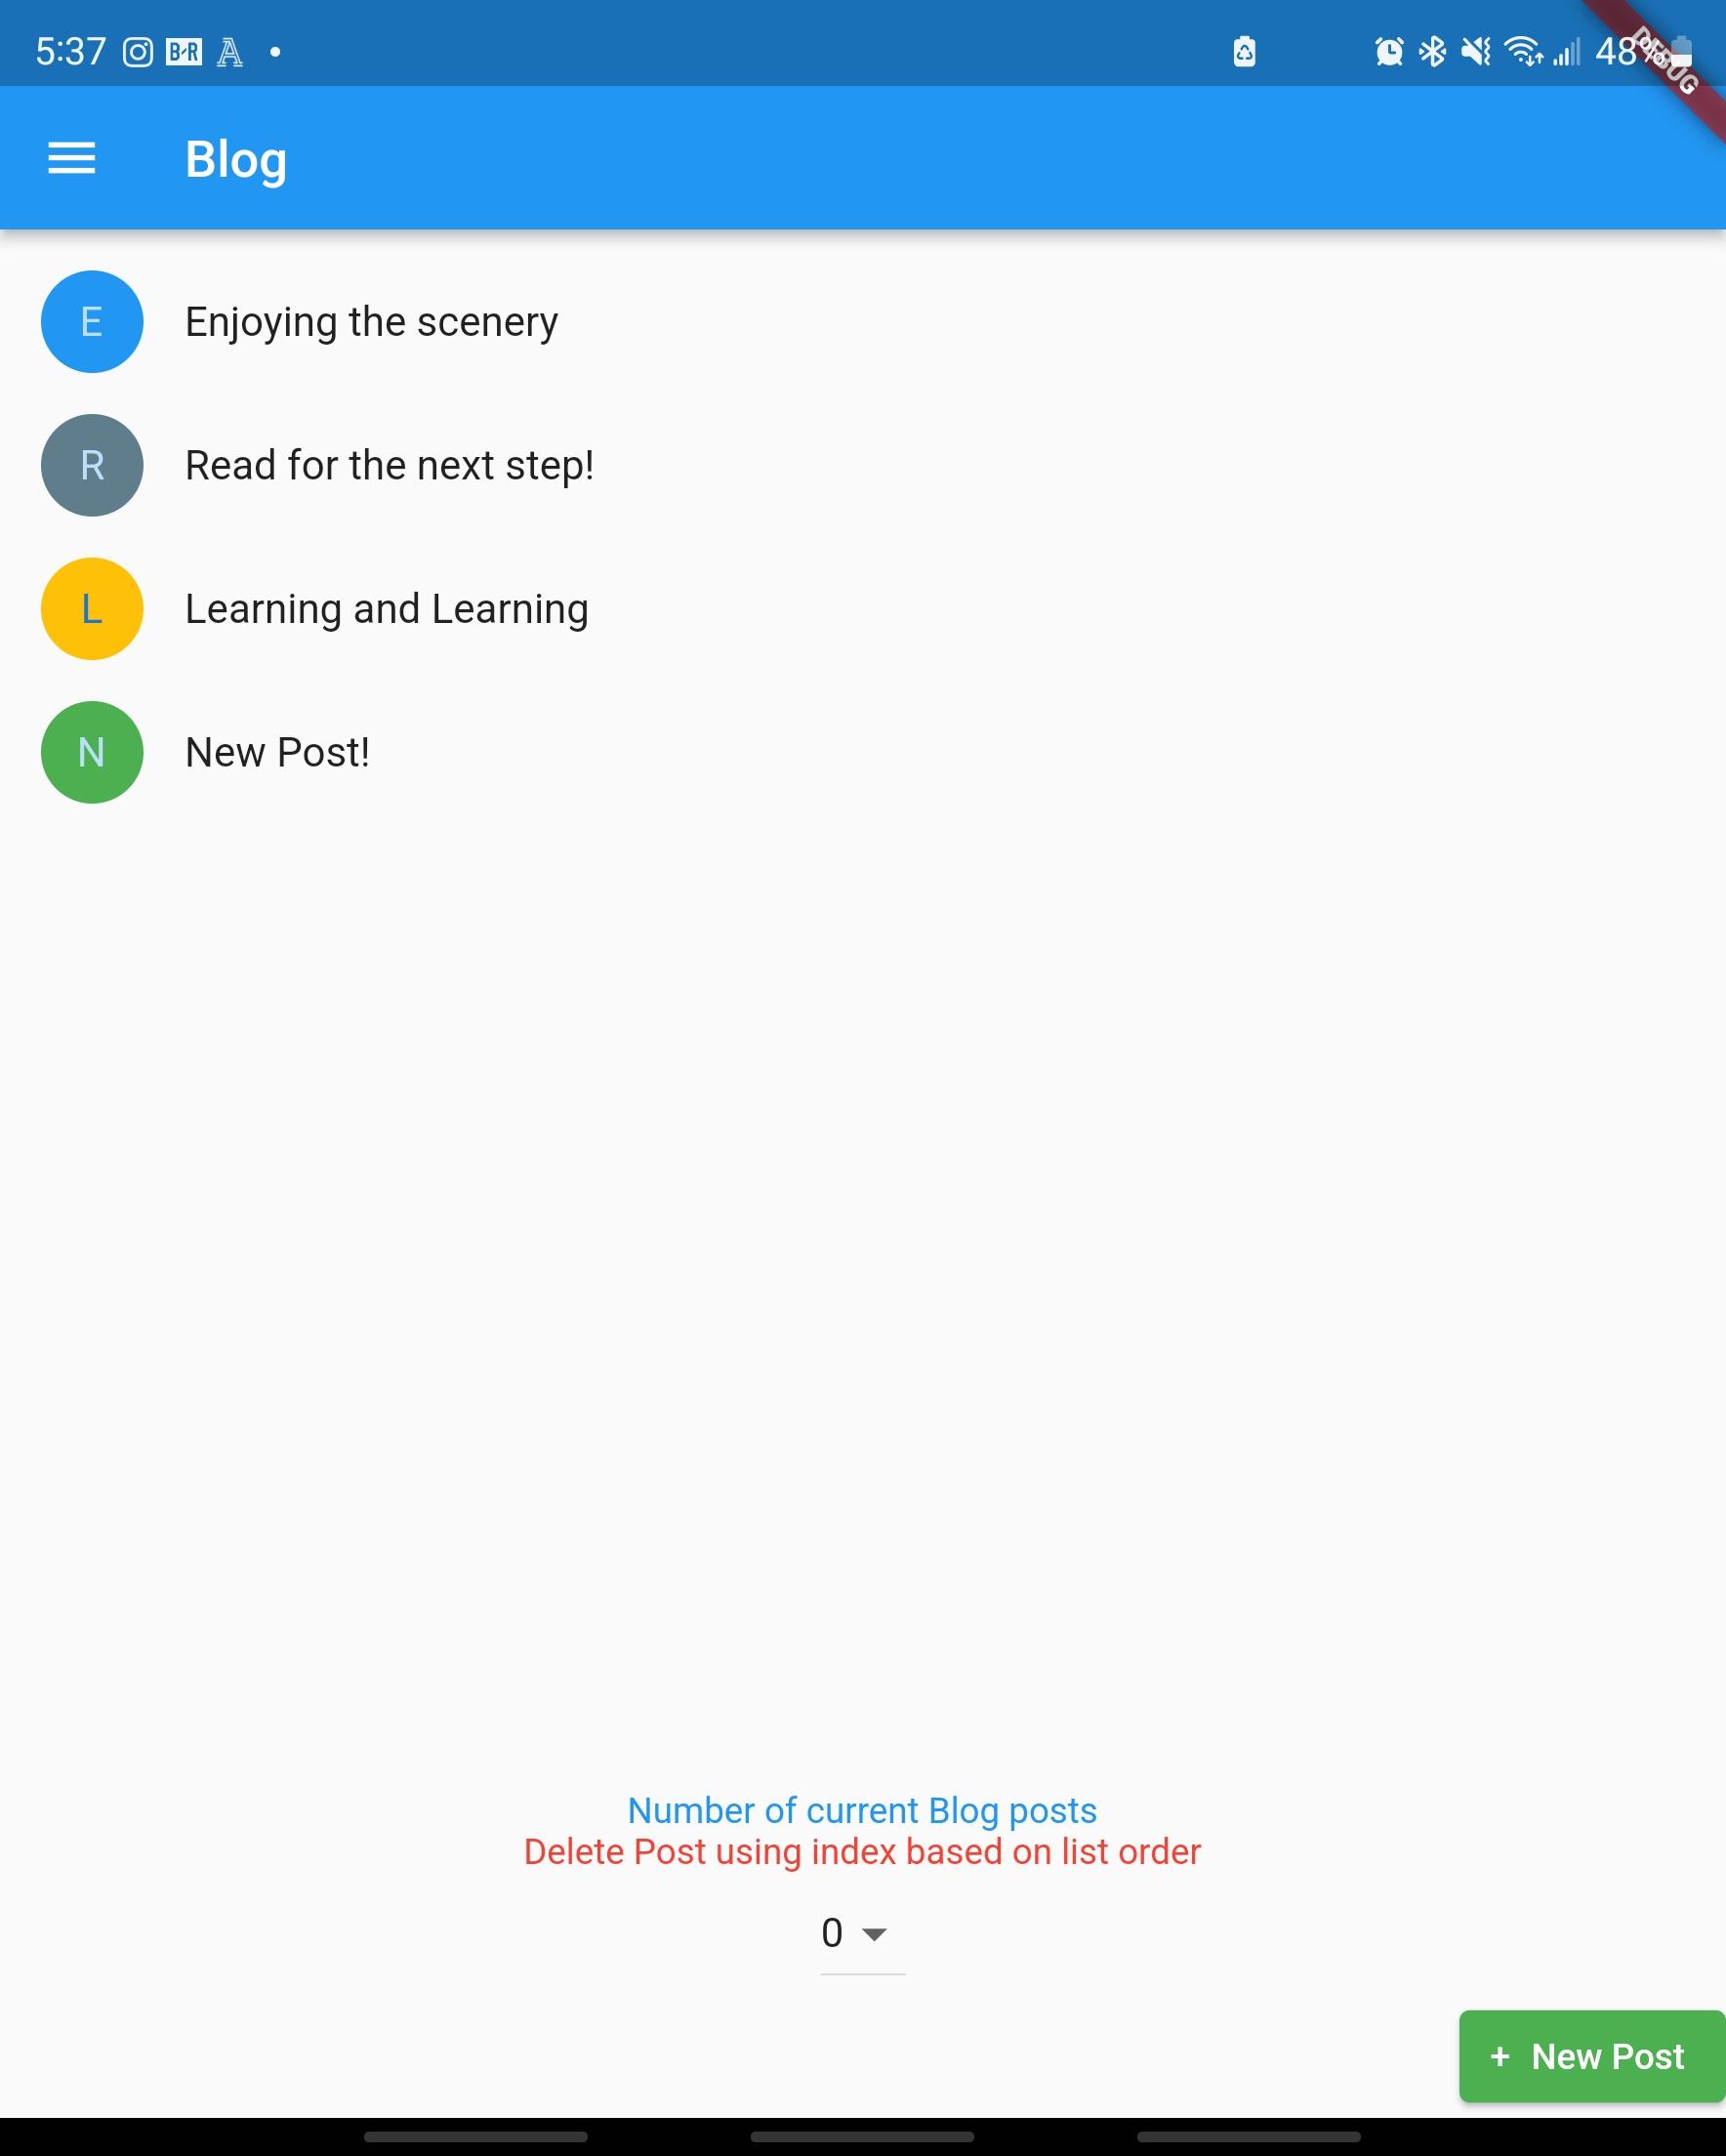 5:37 B/R A 48%
DEBUG
Blog
E Enjoying the scenery
R Read for the next step!
L Learning and Learning
N New Post!
Number of current Blog posts
Delete Post using index based on list order
0
+ New Post